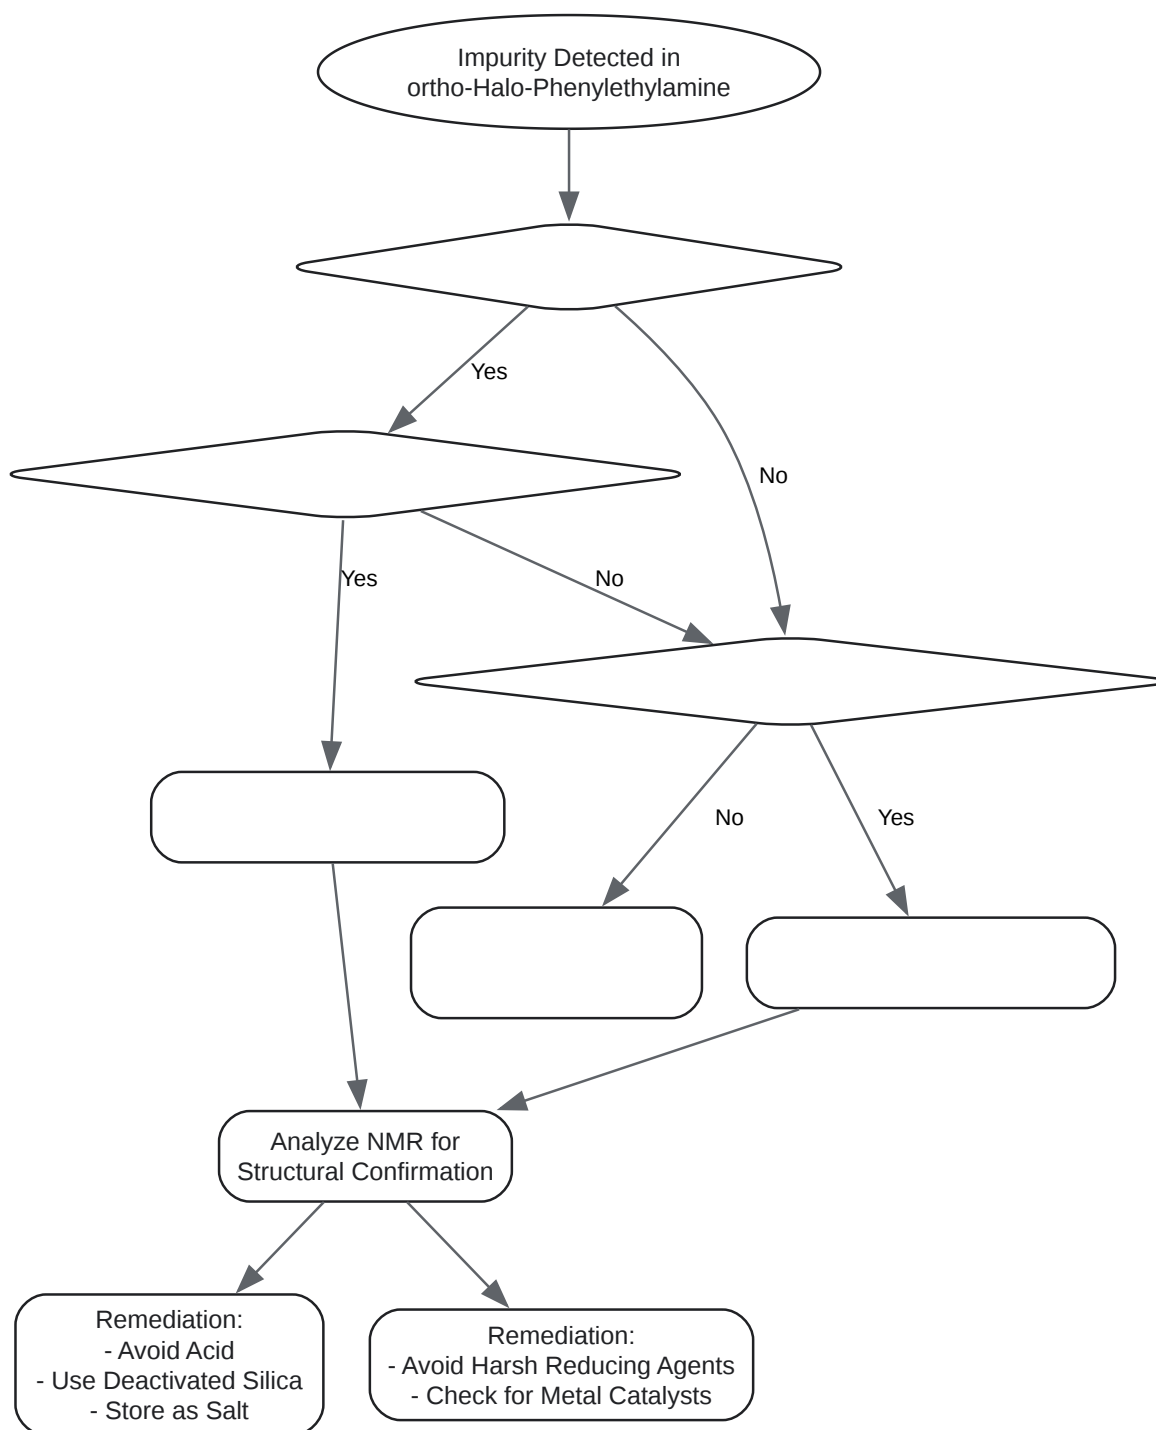 Impurity Detected in
ortho-Halo-Phenylethylamine
Yes
No
Yes
No
No
Yes
Analyze NMR for
Structural Confirmation
Remediation:
- Avoid Acid
- Use Deactivated Silica
- Store as Salt
Remediation:
- Avoid Harsh Reducing Agents
- Check for Metal Catalysts